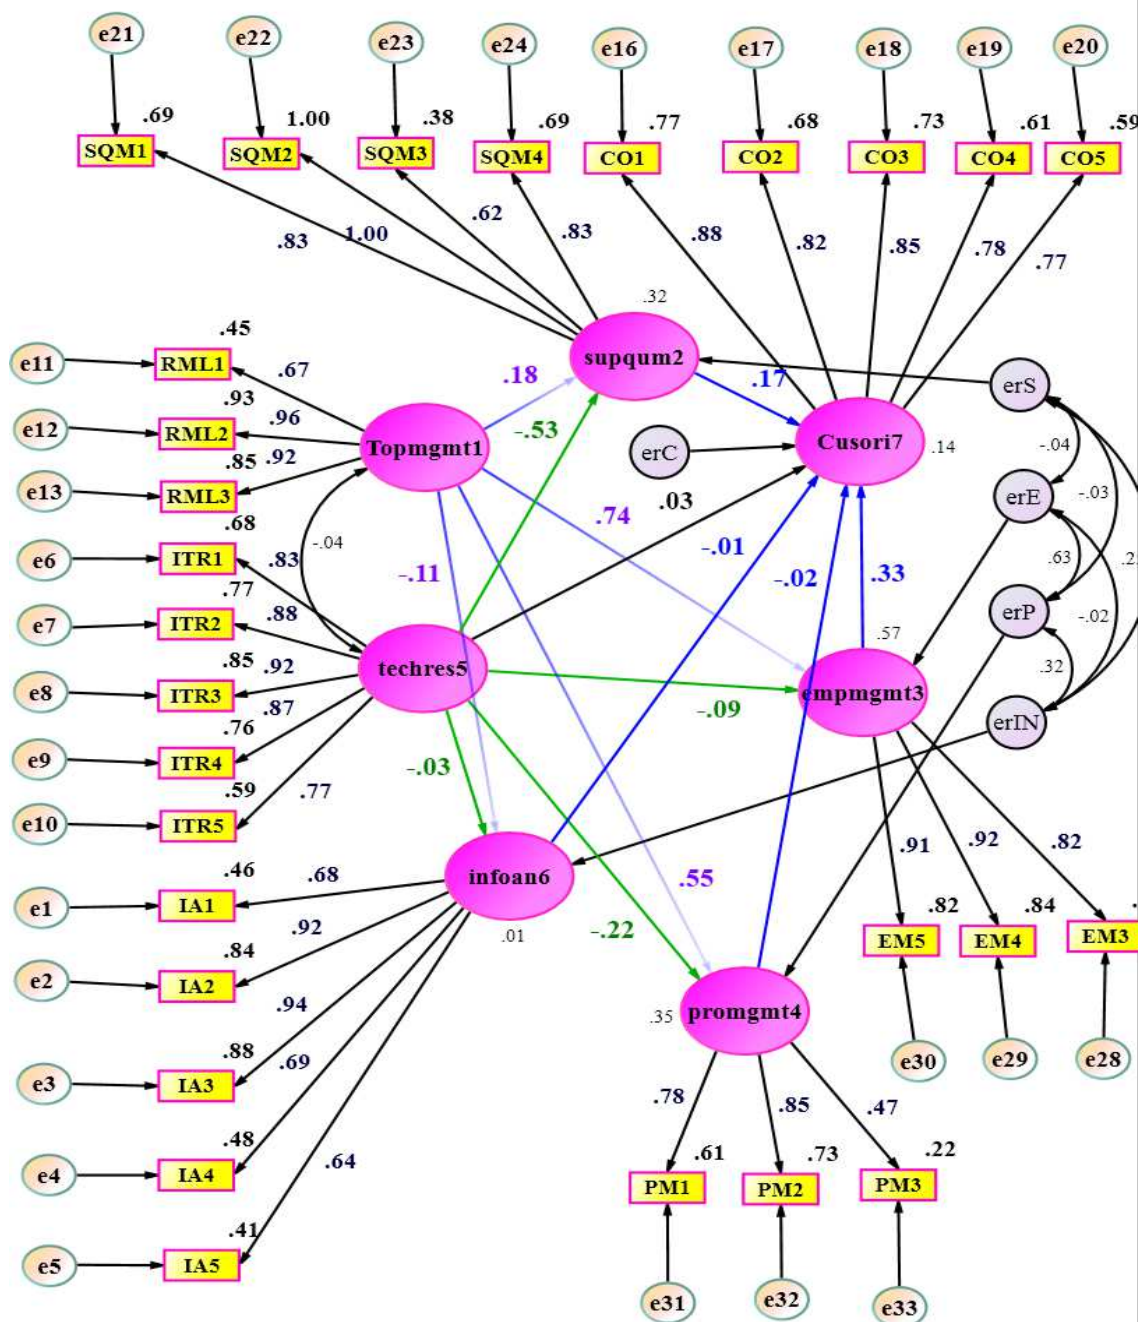 e21 e22 e23 e24 e16 e17 e18 e19 e20
.69 1.00 .38 .69 .77 .68 .73 .61 .59
SQM1 SQM2 SQM3 SQM4 CO1 CO2 CO3 CO4 CO5
.83 1.00 .62 .83 .88 .82 .85 .78 .77
.32
supqum2
.45
e11 RML1 .67
.18 .17
erS
.93
e12 RML2 .96
-.53
Topmgmt1 erC Cusori7 .14
-.04
.85 .92
e13 RML3
.03 erE -.03
.68
e6 ITR1 .83
-.04 .74 -.01 .63
-.11 -.02 .33
.77
e7 ITR2 .88
erP -.02
.57
.85 .92
e8 ITR3
techres5 empmgmt3 .32
.87
-.09 erIN
.76
e9 ITR4
-.03
.59 .77
e10 ITR5
.46 .68
e1 IA1
infoan6 .55
.91 .92 .82
.01 -.22
.82 .84
EM5 EM4 EM3
.92
.84
e2 IA2
.94
.35 promgmt4
.88 .69
e3 IA3
e30 e29 e28
.78 .85 .47
.48
e4 IA4
.64
.61 .73 .22
PM1 PM2 PM3
.41
e5 IA5
e31 e32 e33